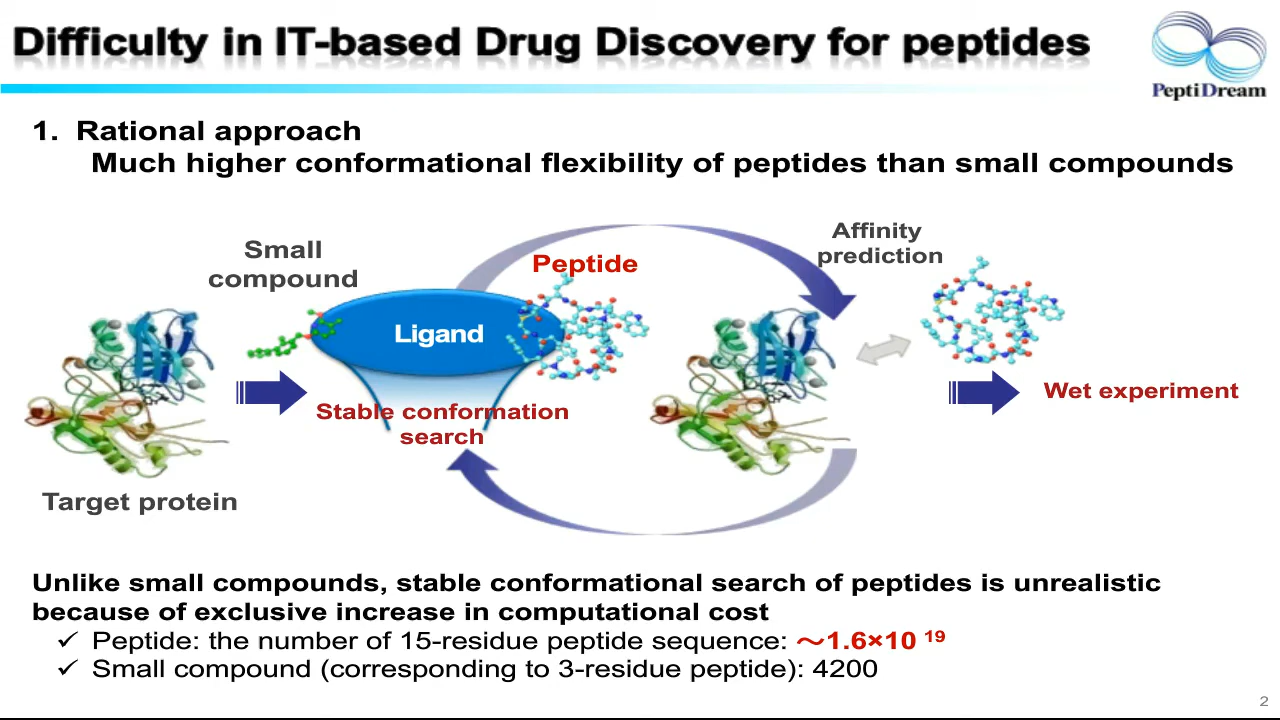 Difficulty in IT-based Drug Discovery for peptides
PeptiDream
1. Rational approach
Much higher conformational flexibility of peptides than small compounds
Small
compound
Peptide
Affinity
prediction
Ligand
Stable conformation
search
Wet experiment
Target protein
Unlike small compounds, stable conformational search of peptides is unrealistic
because of exclusive increase in computational cost
✓ Peptide: the number of 15-residue peptide sequence: ～1.6×10 19
✓ Small compound (corresponding to 3-residue peptide): 4200
2